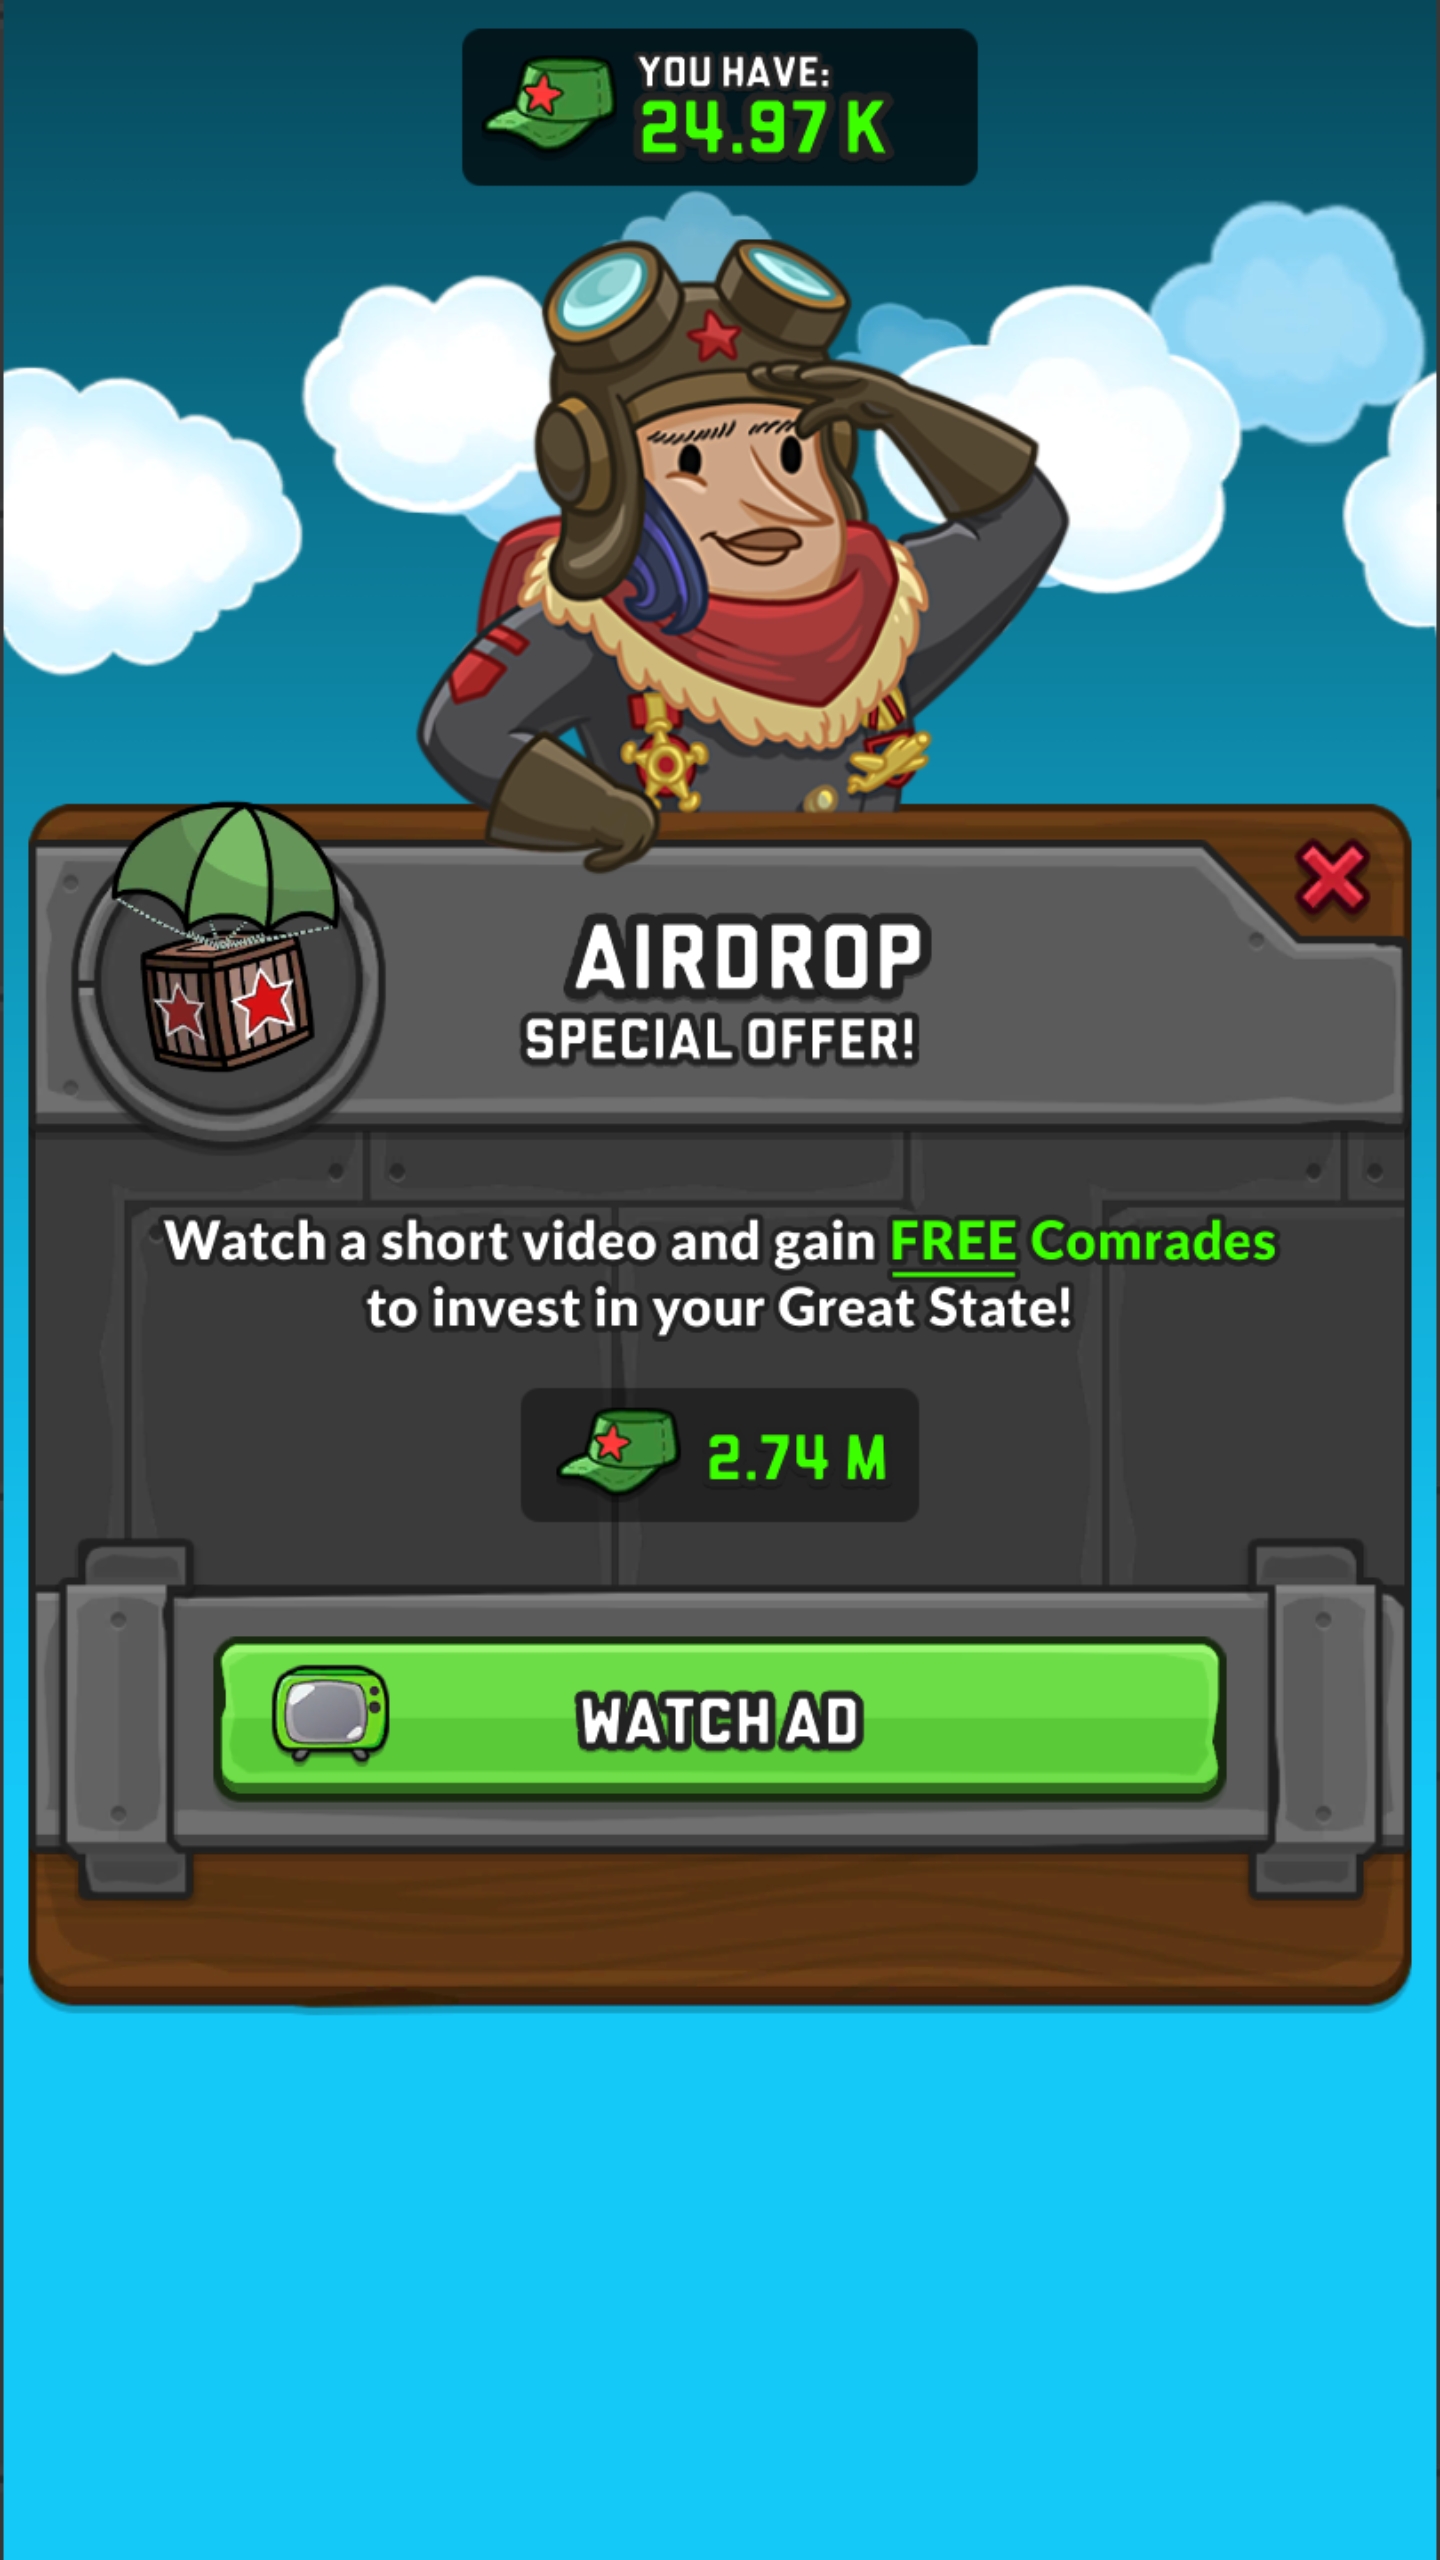 YOU HAVE:
24.97 K
AIRDROP
SPECIAL OFFER!
Watch a short video and gain FREE Comrades
to invest in your Great State!
2.74 M
WATCH AD